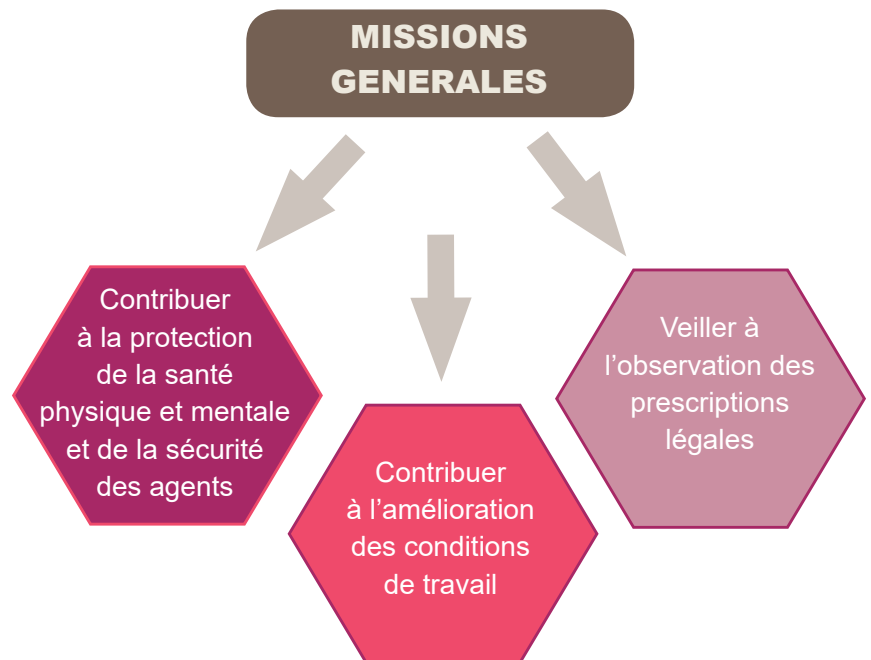 MISSIONS
GENERALES
Contribuer
à la protection
de la santé
physique et mentale
et de la sécurité
des agents
Contribuer
à l’amélioration
des conditions
de travail
Veiller à
l’observation des
prescriptions
légales